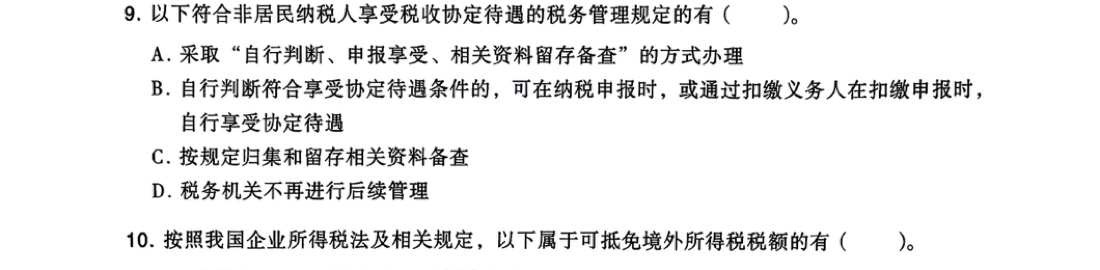 9. 以下符合非居民纳税人享受税收协定待遇的税务管理规定的有（　　）。
A. 采取“自行判断、申报享受、相关资料留存备查”的方式办理
B. 自行判断符合享受协定待遇条件的，可在纳税申报时，或通过扣缴义务人在扣缴申报时，
自行享受协定待遇
C. 按规定归集和留存相关资料备查
D. 税务机关不再进行后续管理
10. 按照我国企业所得税法及相关规定，以下属于可抵免境外所得税税额的有（　　）。